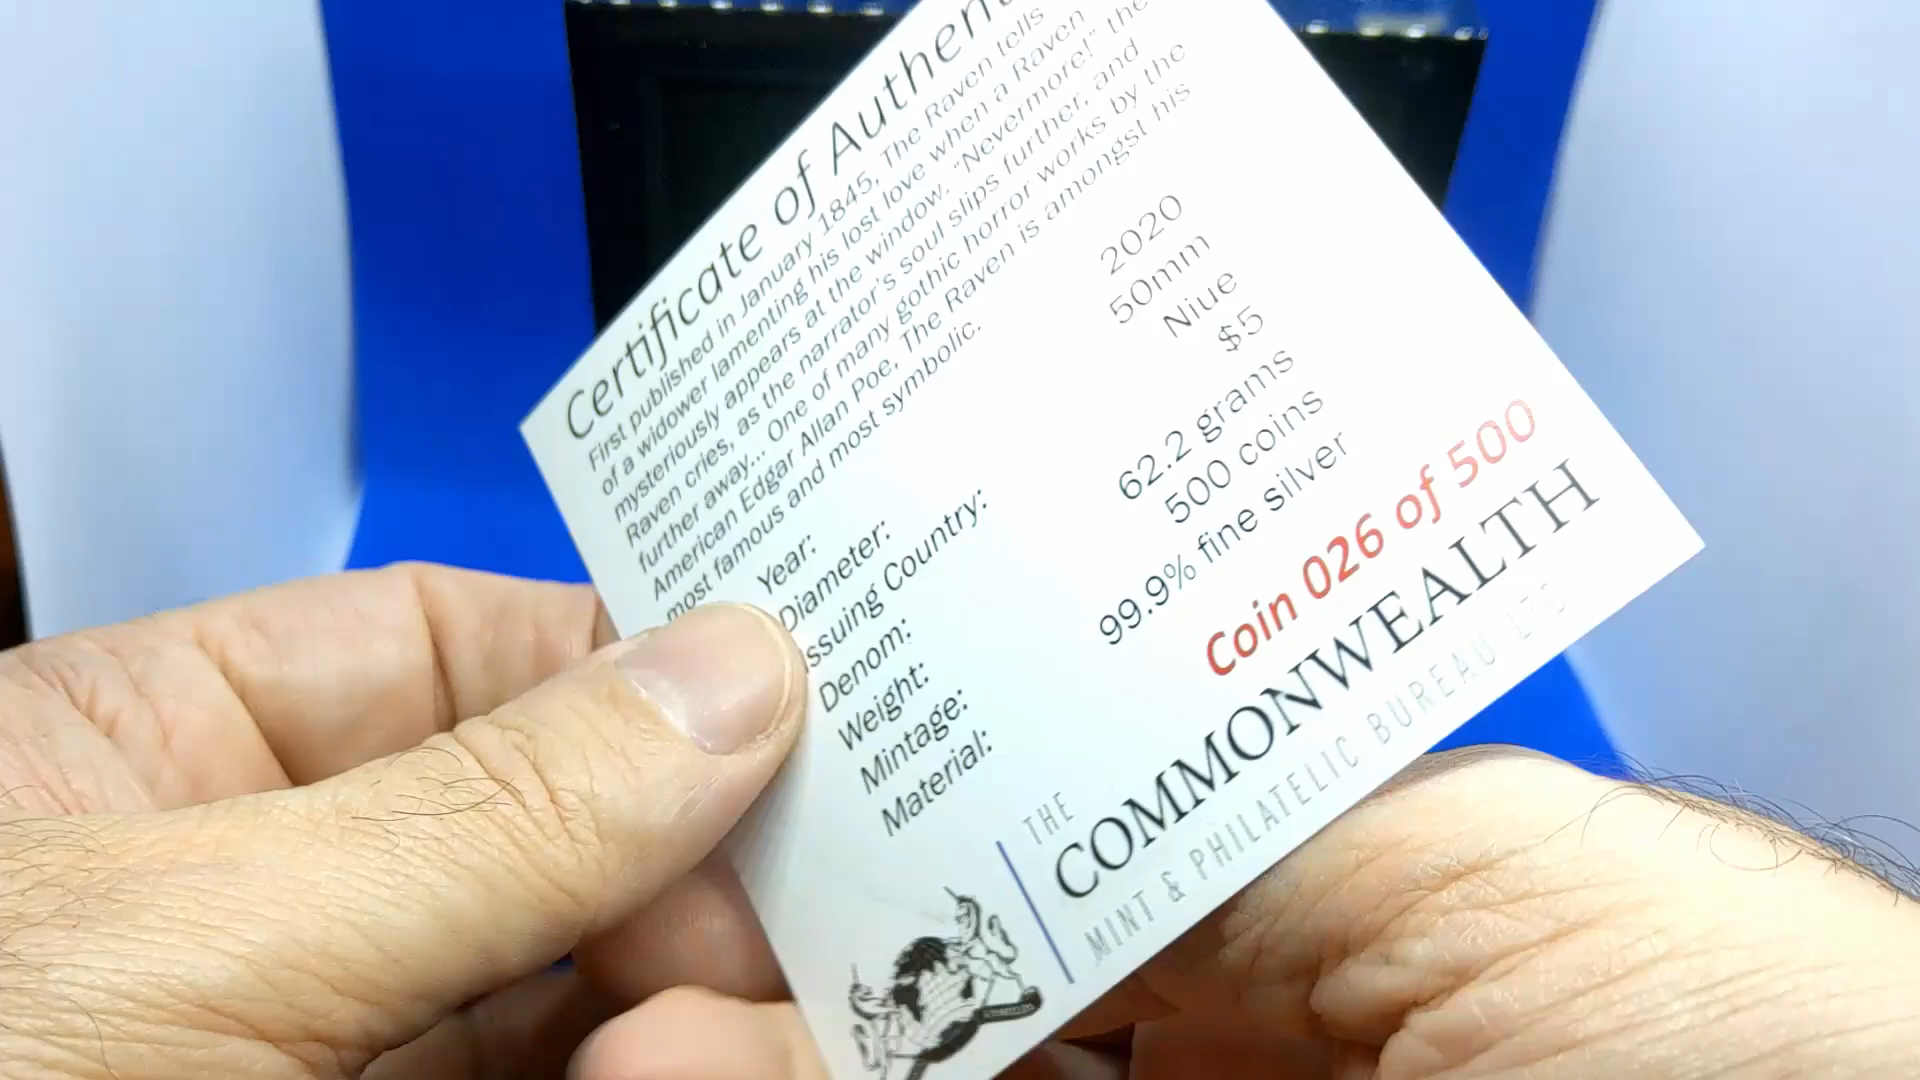 Certificate of Authent
First published in January 1845, The Raven tells
of a widower lamenting his lost love when a Raven
mysteriously appears at the window. "Nevermore!" the
Raven cries, as the narrator's soul slips further, and
further away... One of many gothic horror works by the
American Edgar Allan Poe, The Raven is amongst his
most famous and most symbolic.
Year: 2020
Diameter: 50mm
Issuing Country: Niue
Denom: $5
Weight: 62.2 grams
Mintage: 500 coins
Material: 99.9% fine silver
Coin 026 of 500
THE
COMMONWEALTH
MINT & PHILATELIC BUREAU LTD